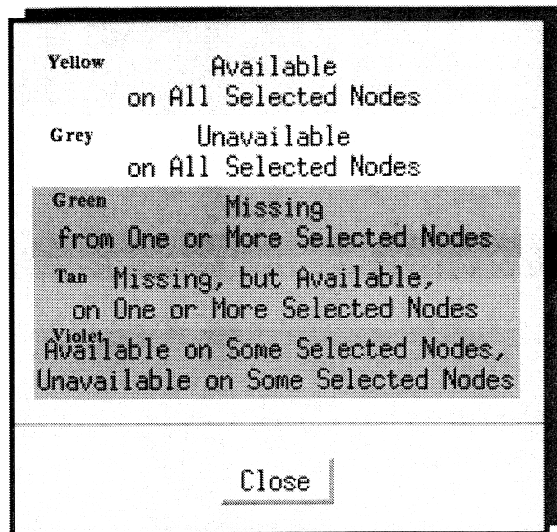 Yellow Available
on All Selected Nodes
Grey Unavailable
on All Selected Nodes
Green Missing
from One or More Selected Nodes
Tan Missing, but Available,
on One or More Selected Nodes
Violet
Available on Some Selected Nodes,
Unavailable on Some Selected Nodes
Close